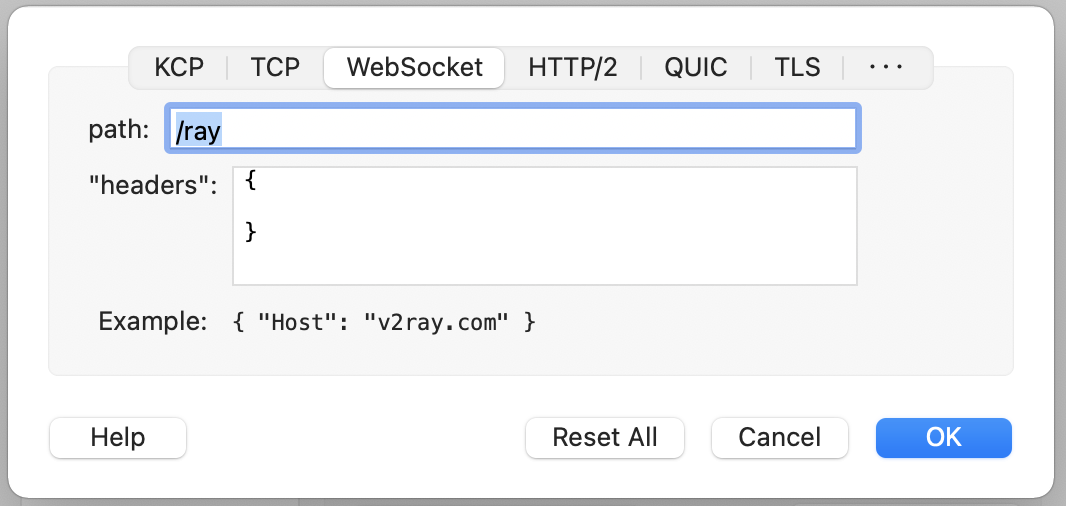 KCP TCP WebSocket HTTP/2 QUIC TLS ···
path: /ray
"headers": {
}
Example: { "Host": "v2ray.com" }
Help Reset All Cancel OK